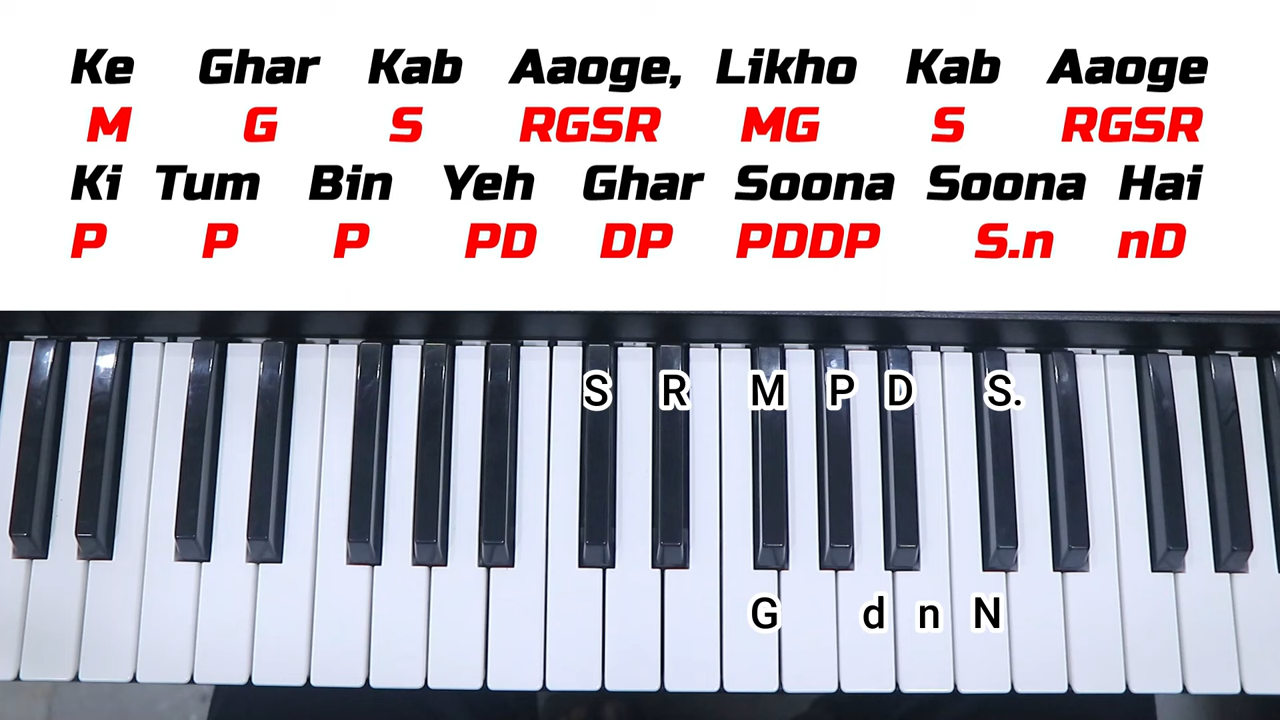 Ke Ghar Kab Aaoge, Likho Kab Aaoge
M G S RGSR MG S RGSR
Ki Tum Bin Yeh Ghar Soona Soona Hai
P P P PD DP PDDP S.n nD
S R M P D S.
G d n N